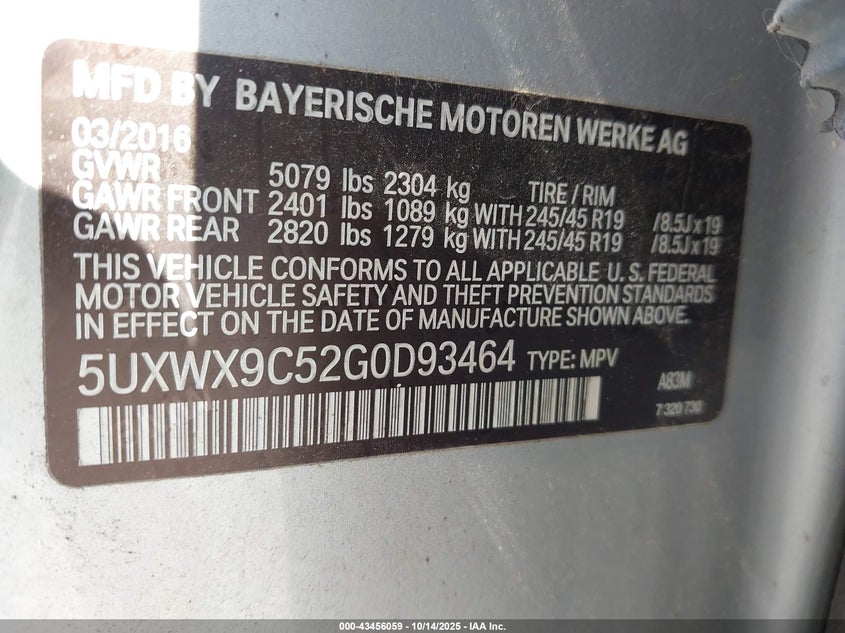 MFD BY BAYERISCHE MOTOREN WERKE AG
03/2016
GVWR 5079 lbs 2304 kg TIRE / RIM
GAWR FRONT 2401 lbs 1089 kg WITH 245/45 R19 /8.5J x 19
GAWR REAR 2820 lbs 1279 kg WITH 245/45 R19 /8.5J x 19
THIS VEHICLE CONFORMS TO ALL APPLICABLE U.S. FEDERAL
MOTOR VEHICLE SAFETY AND THEFT PREVENTION STANDARDS
IN EFFECT ON THE DATE OF MANUFACTURE SHOWN ABOVE.
5UXWX9C52G0D93464 TYPE: MPV
A83M
7 320 730
000-43456059 | 10/14/2025 - IAA Inc.